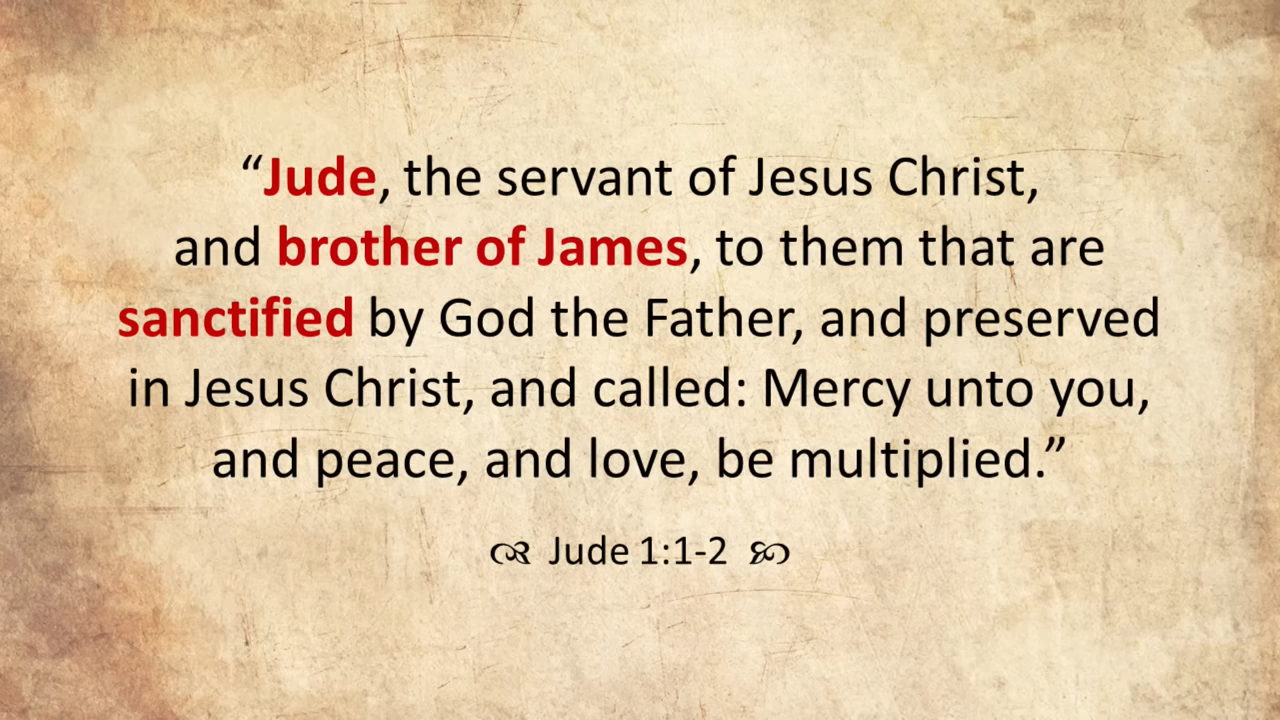 “Jude, the servant of Jesus Christ,
and brother of James, to them that are
sanctified by God the Father, and preserved
in Jesus Christ, and called: Mercy unto you,
and peace, and love, be multiplied.”
Jude 1:1-2